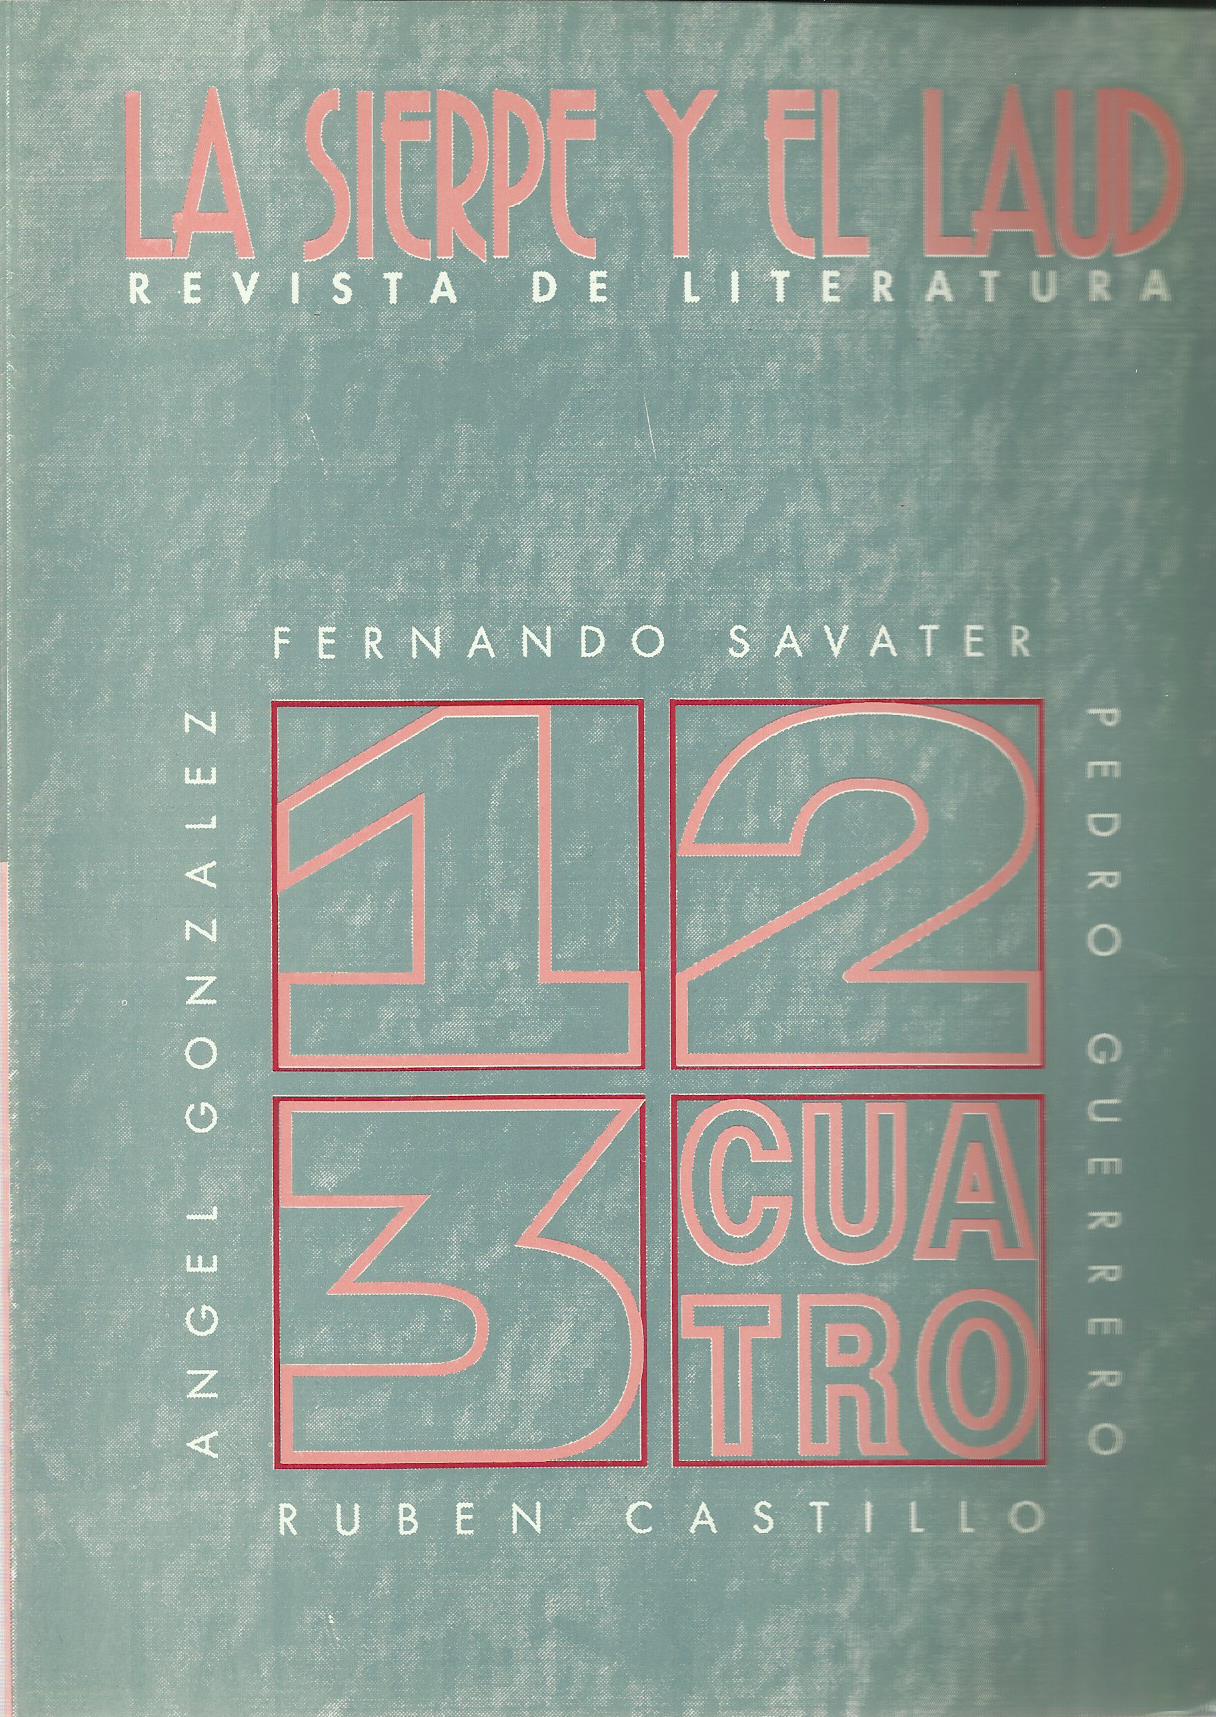 LA SIERPE Y EL LAUD
REVISTA DE LITERATURA
FERNANDO SAVATER
ANGEL GONZALEZ
1 2
PEDRO GUERRERO
3 CUA
TRO
RUBEN CASTILLO